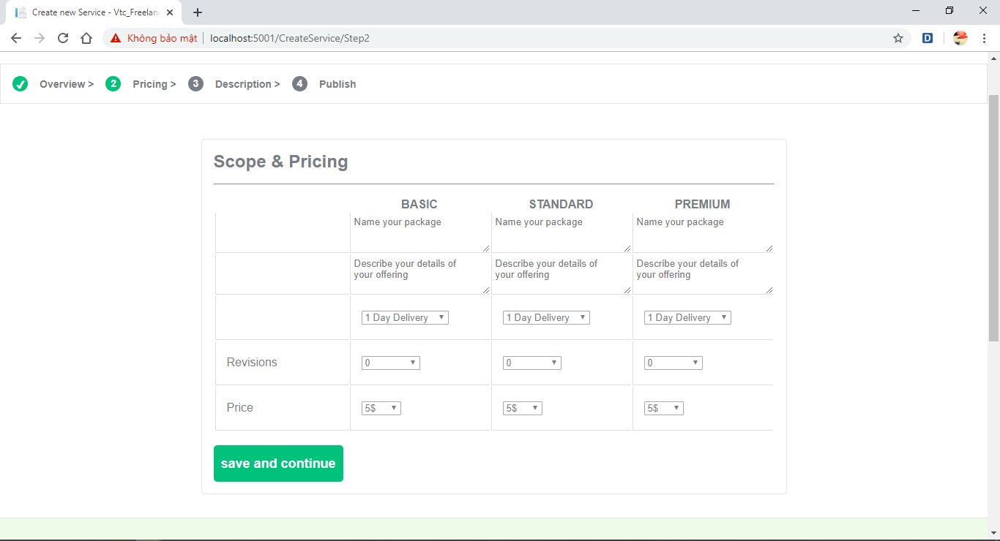 Create new Service - Vtc_Freelan
Không bảo mật localhost:5001/CreateService/Step2
Overview > 2 Pricing > 3 Description > 4 Publish
Scope & Pricing
BASIC STANDARD PREMIUM
Name your package Name your package Name your package
Describe your details of Describe your details of Describe your details of
your offering your offering your offering
1 Day Delivery 1 Day Delivery 1 Day Delivery
Revisions 0 0 0
Price 5$ 5$ 5$
save and continue